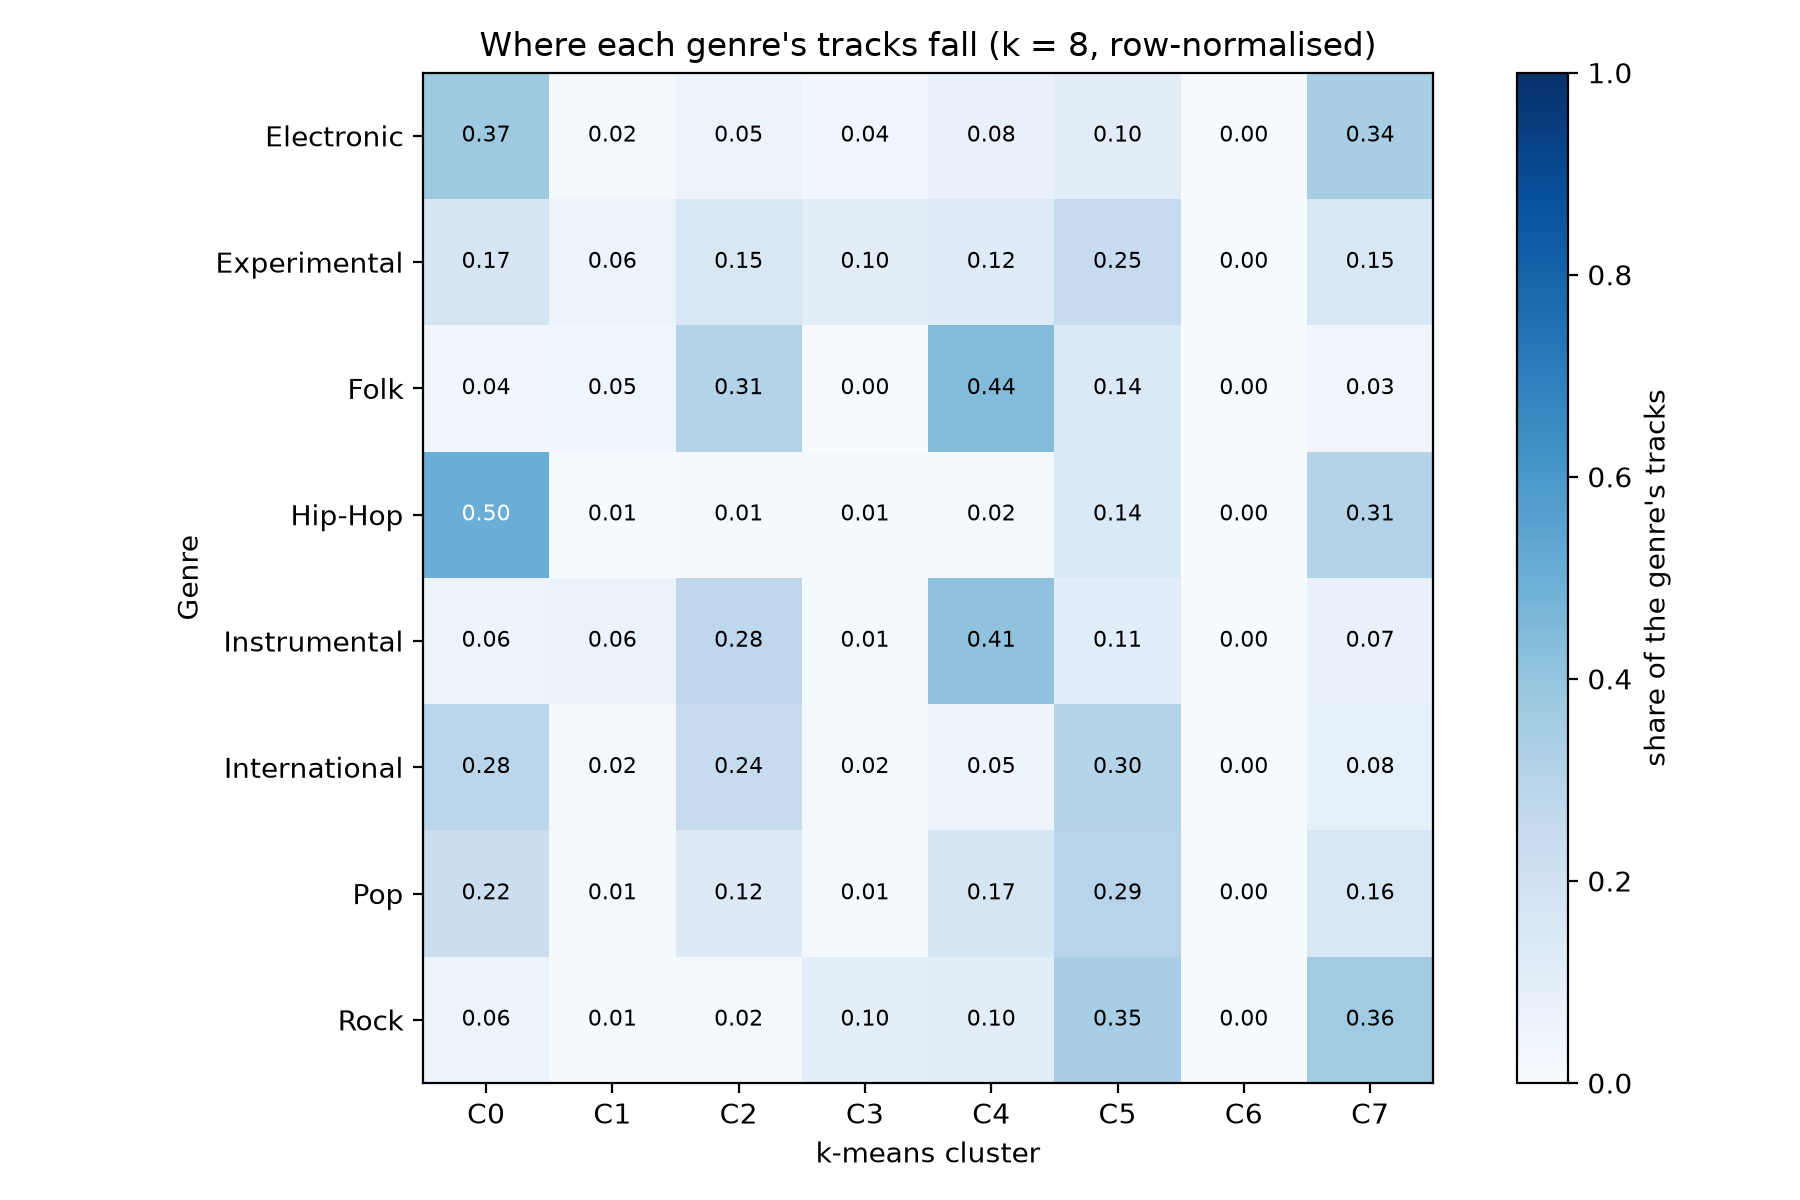 Where each genre's tracks fall (k = 8, row-normalised)
Electronic 0.37 0.02 0.05 0.04 0.08 0.10 0.00 0.34
Experimental 0.17 0.06 0.15 0.10 0.12 0.25 0.00 0.15
Folk 0.04 0.05 0.31 0.00 0.44 0.14 0.00 0.03
Hip-Hop 0.50 0.01 0.01 0.01 0.02 0.14 0.00 0.31
Instrumental 0.06 0.06 0.28 0.01 0.41 0.11 0.00 0.07
International 0.28 0.02 0.24 0.02 0.05 0.30 0.00 0.08
Pop 0.22 0.01 0.12 0.01 0.17 0.29 0.00 0.16
Rock 0.06 0.01 0.02 0.10 0.10 0.35 0.00 0.36
C0 C1 C2 C3 C4 C5 C6 C7
k-means cluster
Genre
1.0
0.8
0.6
0.4
0.2
0.0
share of the genre's tracks